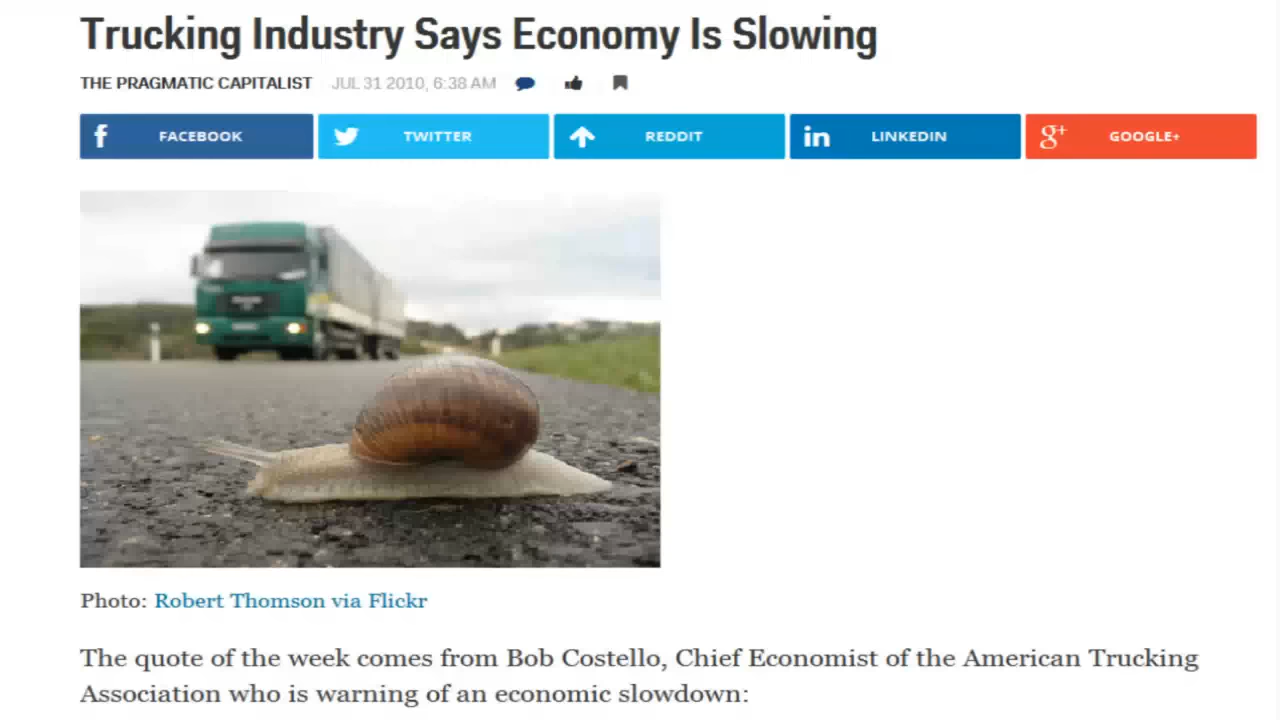 Trucking Industry Says Economy Is Slowing
THE PRAGMATIC CAPITALIST JUL 31 2010, 6:38 AM
FACEBOOK TWITTER REDDIT LINKEDIN GOOGLE+
Photo: Robert Thomson via Flickr
The quote of the week comes from Bob Costello, Chief Economist of the American Trucking
Association who is warning of an economic slowdown: